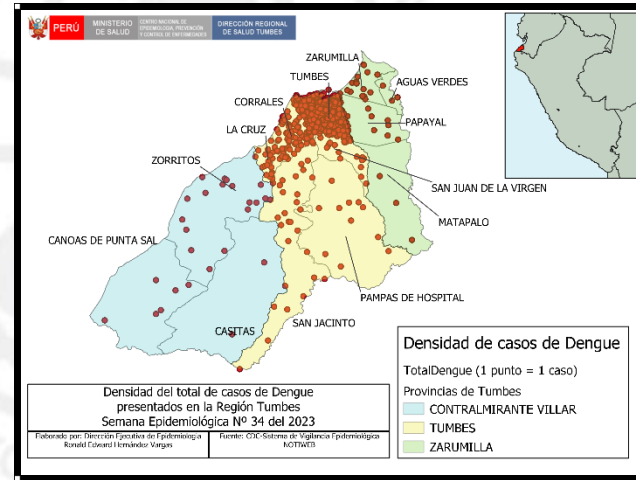 PERÚ
MINISTERIO
DE SALUD
CENTRO NACIONAL DE
EPIDEMIOLOGÍA, PREVENCIÓN
Y CONTROL DE ENFERMEDADES
DIRECCIÓN REGIONAL
DE SALUD TUMBES
ZARUMILLA
TUMBES
AGUAS VERDES
CORRALES
PAPAYAL
LA CRUZ
ZORRITOS
SAN JUAN DE LA VIRGEN
MATAPALO
CANOAS DE PUNTA SAL
PAMPAS DE HOSPITAL
SAN JACINTO
CASITAS
Densidad de casos de Dengue
TotalDengue (1 punto = 1 caso)
Provincias de Tumbes
CONTRALMIRANTE VILLAR
TUMBES
ZARUMILLA
Densidad del total de casos de Dengue
presentados en la Región Tumbes
Semana Epidemiológica Nº 34 del 2023
Elaborado por: Dirección Ejecutiva de Epidemiología
Ronald Edward Hernández Vargas
Fuente: CDC-Sistema de Vigilancia Epidemiológica
NOTIWEB